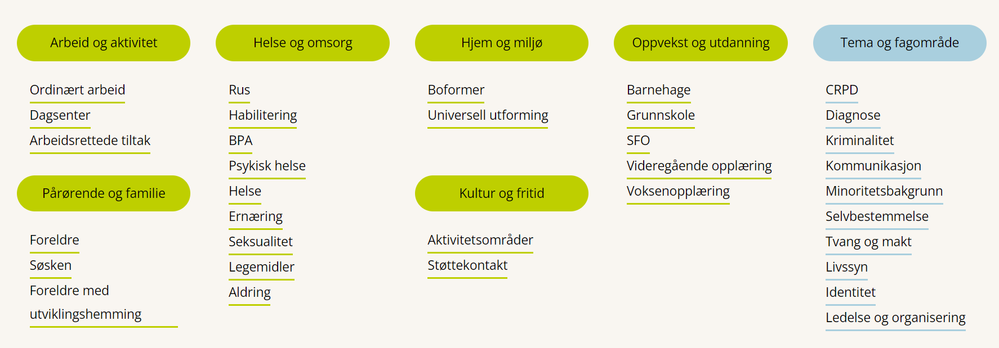 Arbeid og aktivitet
Ordinært arbeid
Dagsenter
Arbeidsrettede tiltak
Pårørende og familie
Foreldre
Søsken
Foreldre med
utviklingshemming
Helse og omsorg
Rus
Habilitering
BPA
Psykisk helse
Helse
Ernæring
Seksualitet
Legemidler
Aldring
Hjem og miljø
Boformer
Universell utforming
Kultur og fritid
Aktivitetsområder
Støttekontakt
Oppvekst og utdanning
Barnehage
Grunnskole
SFO
Videregående opplæring
Voksenopplæring
Tema og fagområde
CRPD
Diagnose
Kriminalitet
Kommunikasjon
Minoritetsbakgrunn
Selvbestemmelse
Tvang og makt
Livssyn
Identitet
Ledelse og organisering